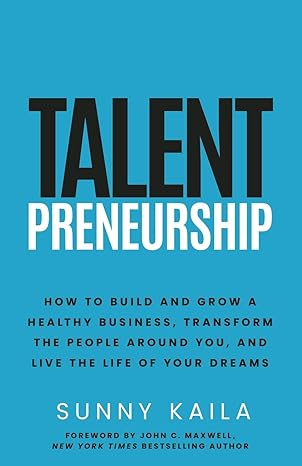 TALENT
PRENEURSHIP
HOW TO BUILD AND GROW A
HEALTHY BUSINESS, TRANSFORM
THE PEOPLE AROUND YOU, AND
LIVE THE LIFE OF YOUR DREAMS
SUNNY KAILA
FOREWORD BY JOHN C. MAXWELL,
NEW YORK TIMES BESTSELLING AUTHOR